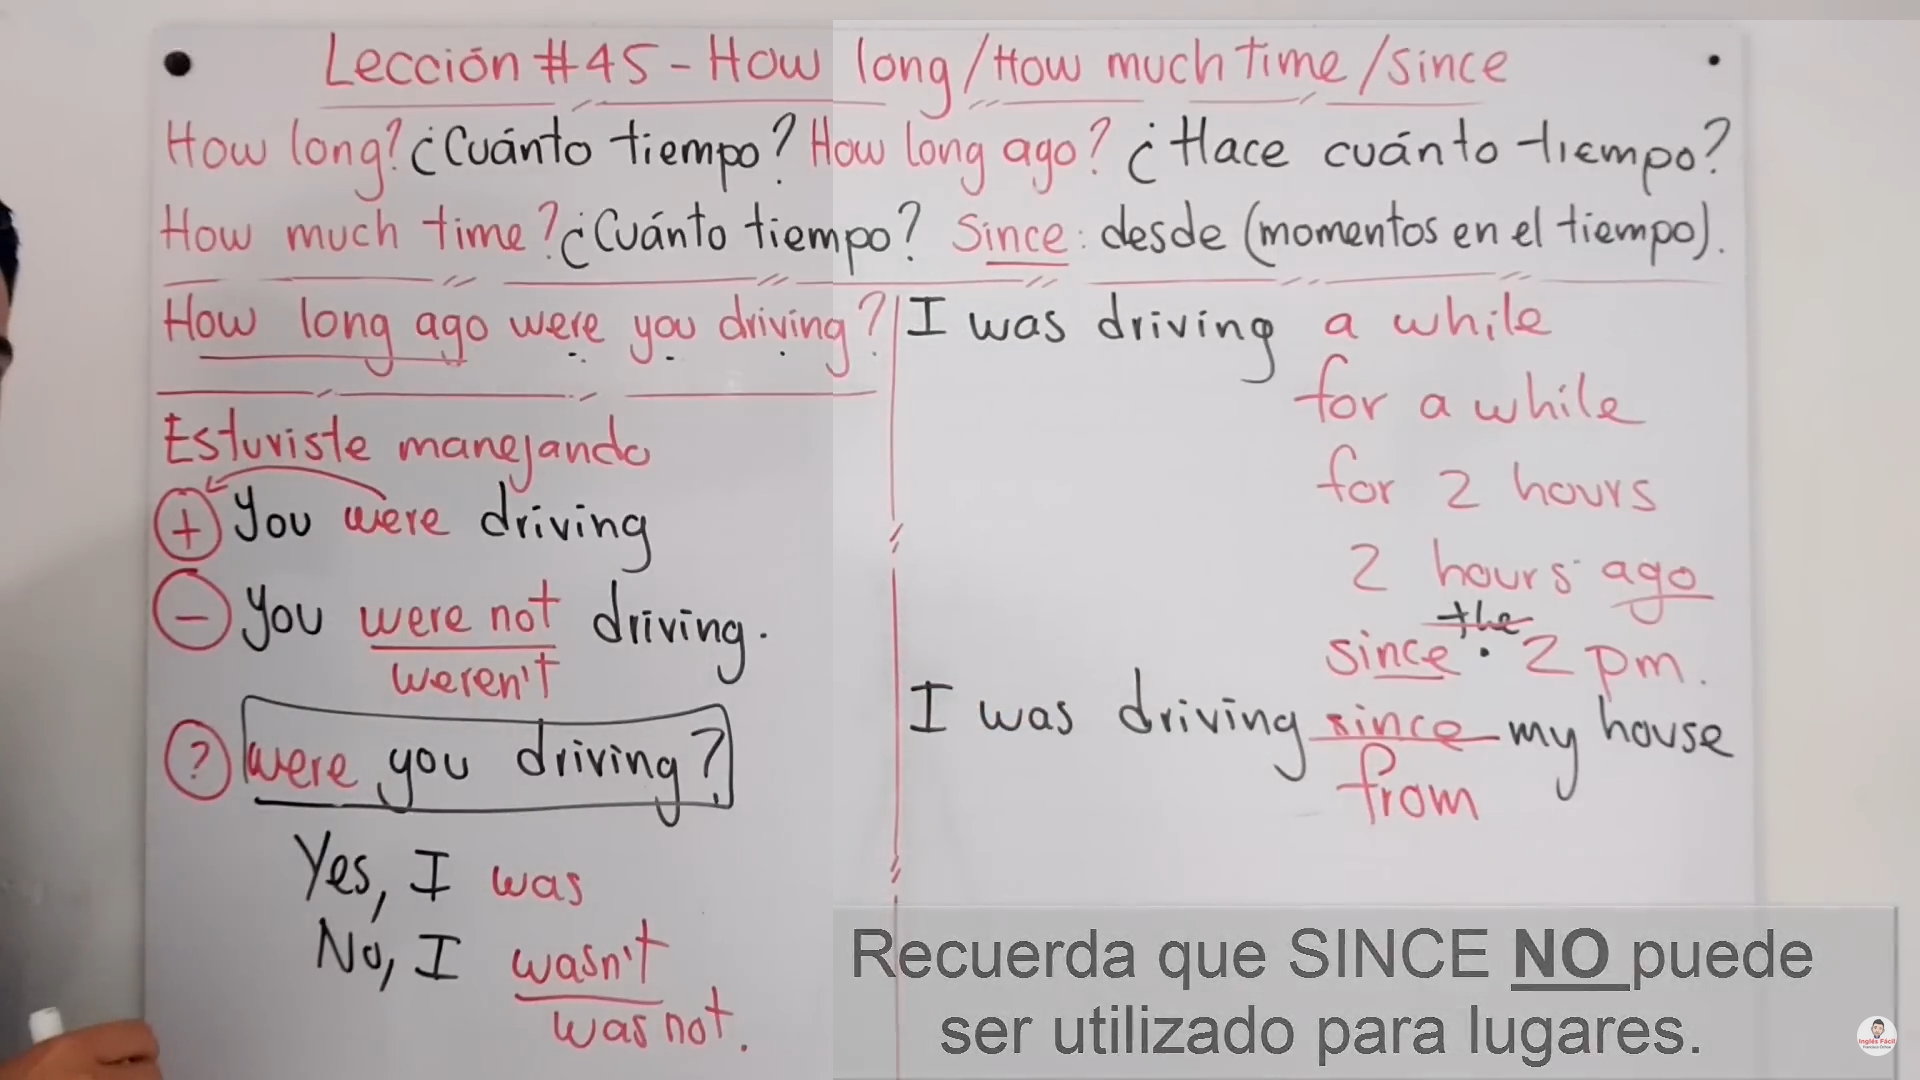 Lección #45 - How long/How much time/since
How long? ¿Cuánto tiempo? How long ago? ¿Hace cuánto tiempo?
How much time? ¿Cuánto tiempo? Since: desde (momentos en el tiempo).
How long ago were you driving?
Estuviste manejando
+ You were driving
- You were not driving.
weren't
? were you driving?
Yes, I was
No, I wasn't
was not.
I was driving a while
for a while
for 2 hours
2 hours ago
the
since 2 pm.
I was driving since my house
from
Recuerda que SINCE NO puede
ser utilizado para lugares.
Inglés Fácil